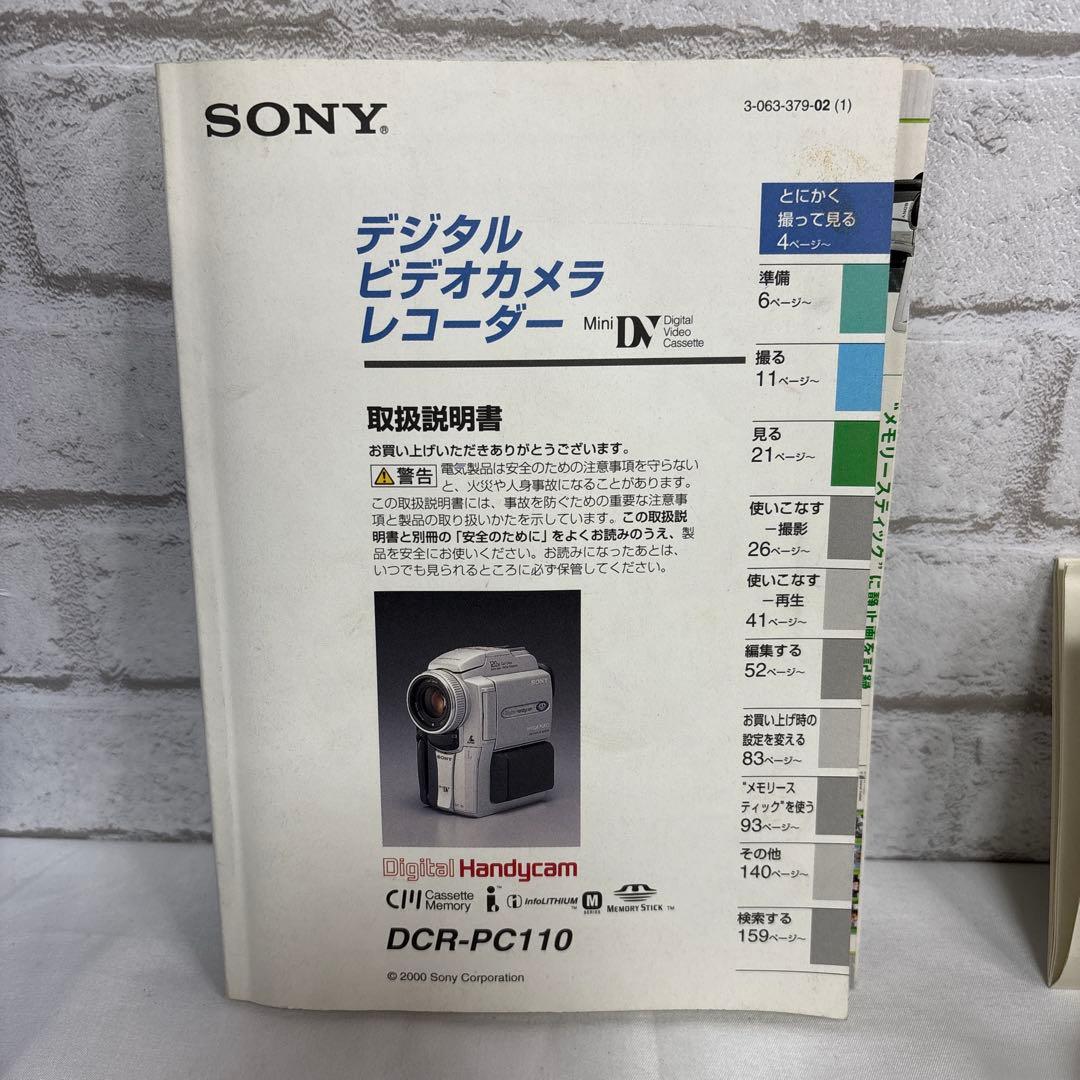 SONY®
3-063-379-02 (1)
デジタル
ビデオカメラ
レコーダー
Mini DV Digital Video Cassette
取扱説明書
お買い上げいただきありがとうございます。
警告 電気製品は安全のための注意事項を守らない
と、火災や人身事故になることがあります。
この取扱説明書には、事故を防ぐための重要な注意事
項と製品の取り扱いかたを示しています。この取扱説
明書と別冊の「安全のために」をよくお読みのうえ、製
品を安全にお使いください。お読みになったあとは、
いつでも見られるところに必ず保管してください。
SONY
SONY
Digital Handycam
Cassette Memory
i InfoLITHIUM™ M SERIES
MEMORY STICK ™
DCR-PC110
© 2000 Sony Corporation
とにかく
撮って見る
4ページ~
準備
6ページ~
撮る
11ページ~
見る
21ページ~
使いこなす
ー撮影
26ページ~
使いこなす
ー再生
41ページ~
編集する
52ページ~
お買い上げ時の
設定を変える
83ページ~
"メモリース
ティック"を使う
93ページ~
その他
140ページ~
検索する
159ページ~
"メモリースティック"に静止画を記録